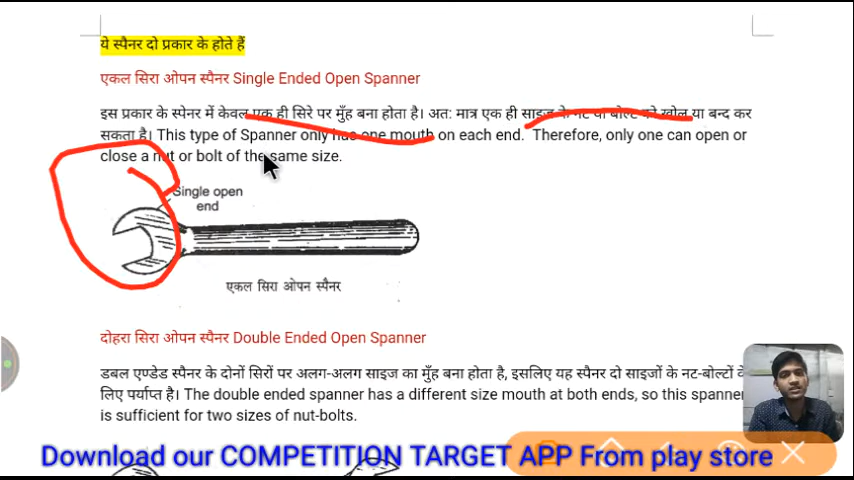 ये स्पैनर दो प्रकार के होते हैं
एकल सिरा ओपन स्पैनर Single Ended Open Spanner
इस प्रकार के स्पेनर में केवल एक ही सिरे पर मुँह बना होता है। अत: मात्र एक ही साइज के नट या बोल्ट को खोल या बन्द कर
सकता है। This type of Spanner only has one mouth on each end. Therefore, only one can open or
close a nut or bolt of the same size.
Single open
end
एकल सिरा ओपन स्पैनर
दोहरा सिरा ओपन स्पैनर Double Ended Open Spanner
डबल एण्डेड स्पैनर के दोनों सिरों पर अलग-अलग साइज का मुँह बना होता है, इसलिए यह स्पैनर दो साइजों के नट-बोल्टों
लिए पर्याप्त है। The double ended spanner has a different size mouth at both ends, so this spanner
is sufficient for two sizes of nut-bolts.
Download our COMPETITION TARGET APP From play store